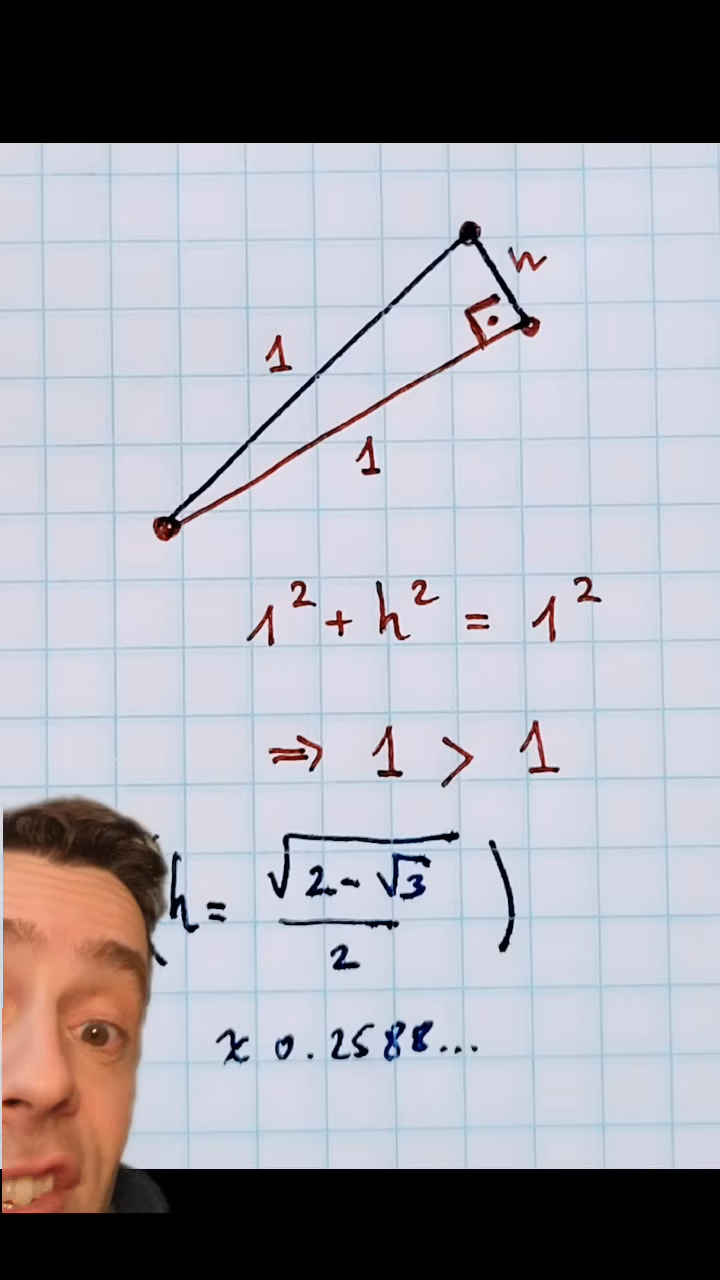 h
1
1
1² + h² = 1²
⇒ 1 > 1
(h = √(2-√3)/2)
≈ 0.2588...